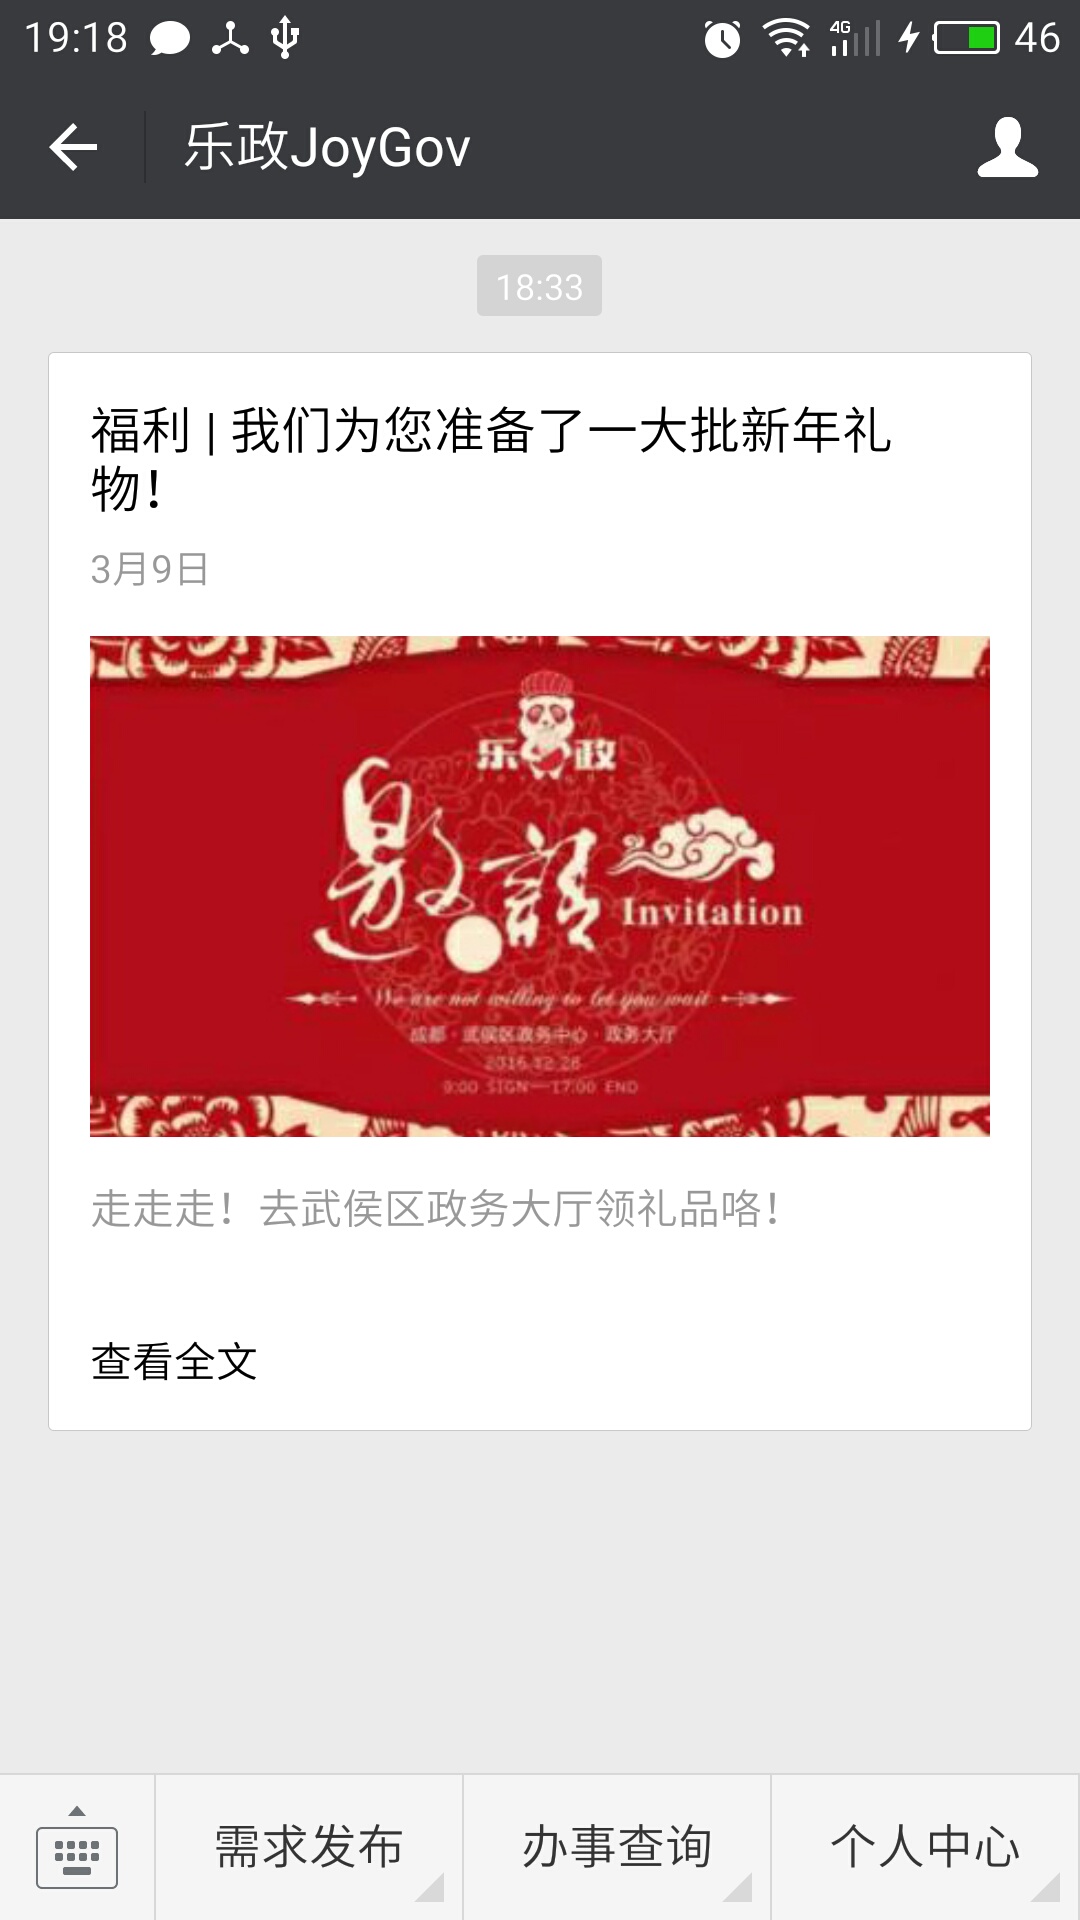 19:18
4G
46
乐政JoyGov
18:33
福利 | 我们为您准备了一大批新年礼
物！
3月9日
乐政
邀請
Invitation
We are not willing to let you wait
成都·武侯区政务中心·政务大厅
2016.12.28
9:00 SIGN—17:00 END
走走走！去武侯区政务大厅领礼品咯！
查看全文
需求发布
办事查询
个人中心